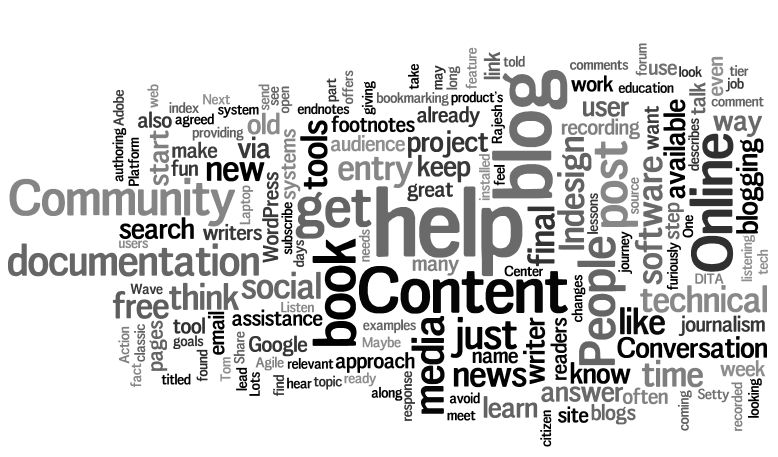 authoring Adobe
Platform
web
index
Next
system
send
see
open
endnotes
part
offers
giving
bookmarking
product's
take
may
long
feature
link
told
comments
forum
use
look
even
tier
job
also
agreed
providing
old
tools
footnotes
already
Rajesh's
blog
work
education
user
recording
want
available
talk
describes
comment
way
start
make
via
fun
new
systems
audience
project
entry
keep
great
installed
feel
Indesign
lessons
post
source
software
step
One
furiously
Online
blogging
Community
Laptop
WordPress
subscribe
days
get
help
final
journey
search
writers
users
documentation
needs
many
Center
changes
People
DITA
listening
tech
Wave
free
think
social
Listen
book
Content
technical
Action
classic
fact
pages
tool
goals
found
email
assistance
Share
lead
Google
examples
Maybe
media
just
name
writer
readers
like
journalism
Conversation
Tom
Lots
Agile
relevant
approach
titled
find
hear
topic
ready
along
response
news
know
time
week
avoid
meet
learn
citizen
answer
site
often
blogs
coming
Setty
recorded
looking